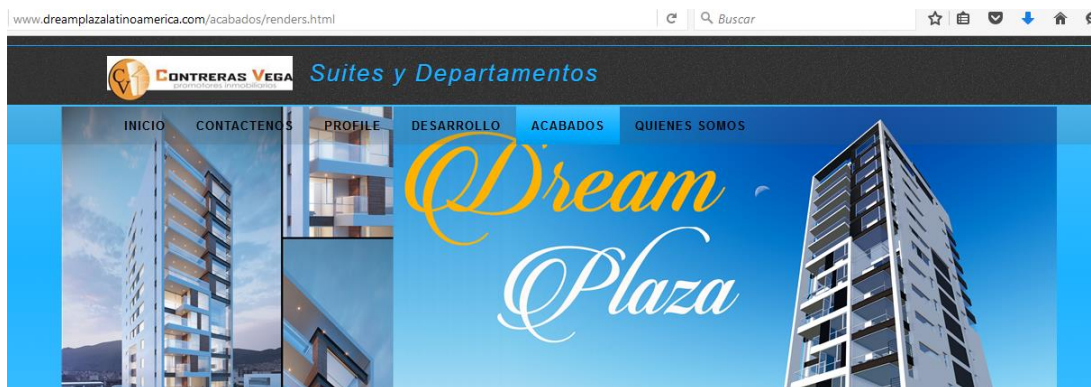 www.dreamplazalatinoamerica.com/acabados/renders.html
Buscar
CONTRERAS VEGA
promotores inmobiliarios
Suites y Departamentos
INICIO CONTACTENOS PROFILE DESARROLLO ACABADOS QUIENES SOMOS
D'ream
Plaza